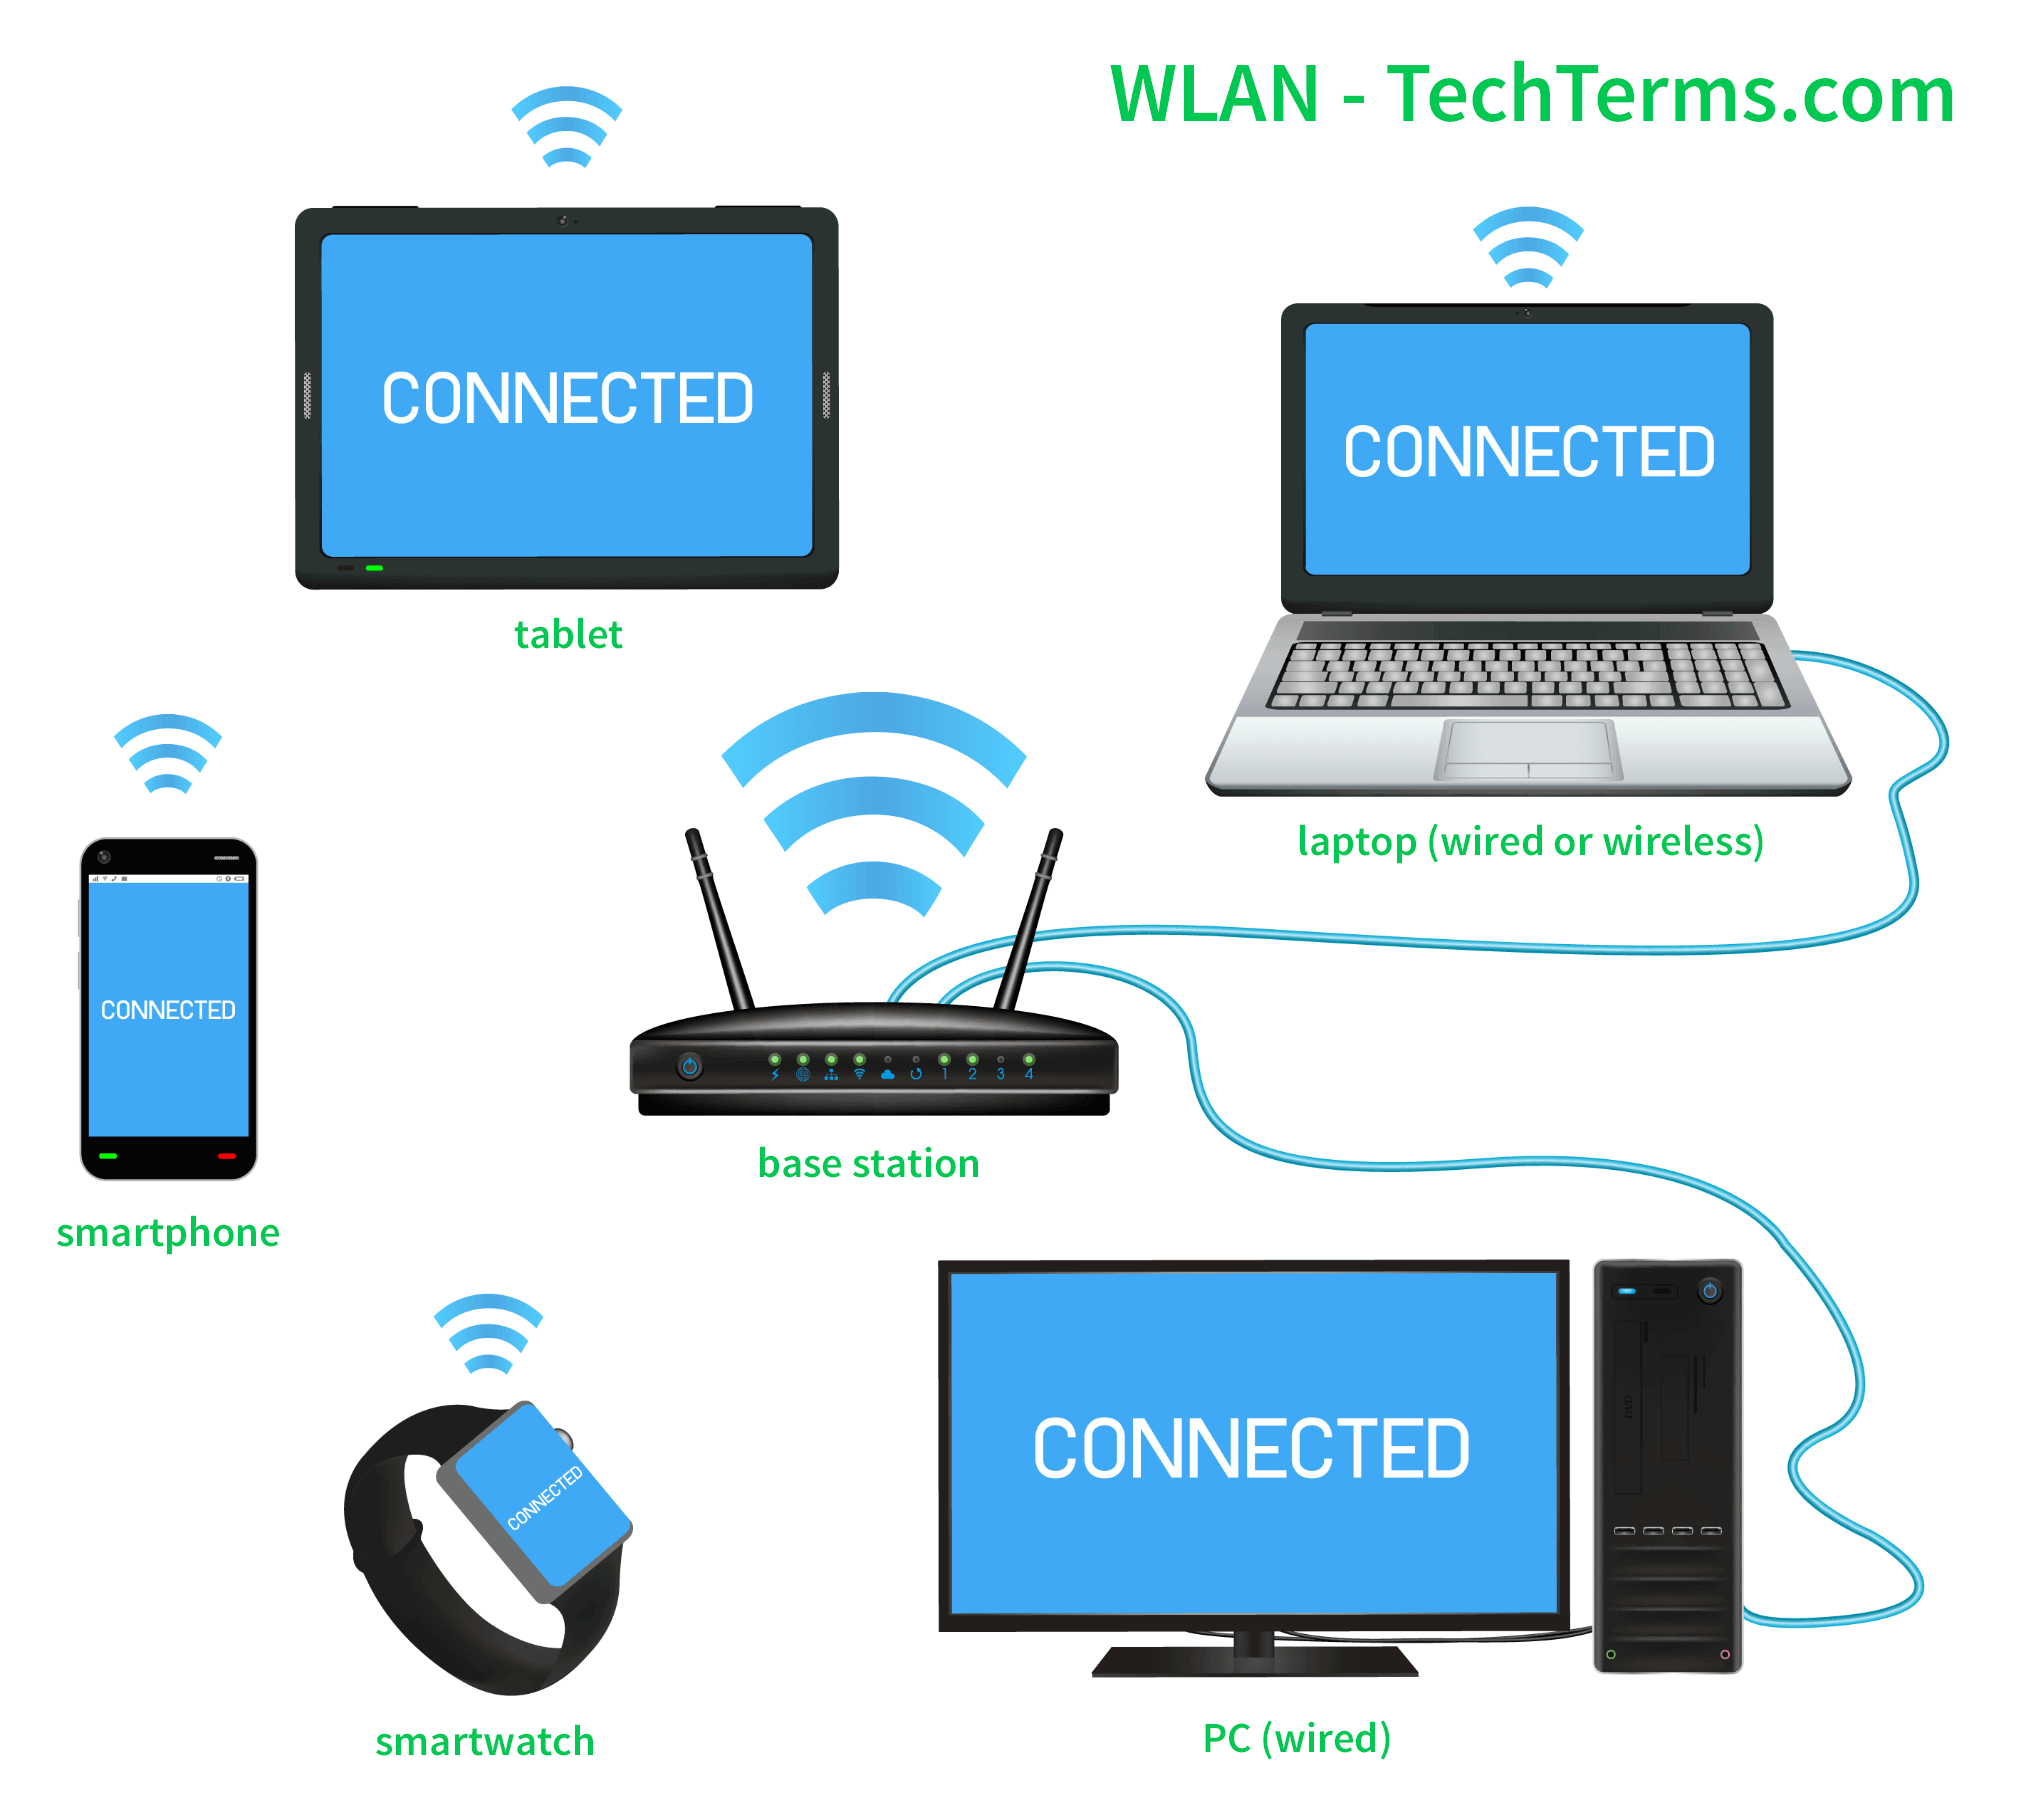 WLAN - TechTerms.com
CONNECTED
tablet
CONNECTED
laptop (wired or wireless)
CONNECTED
smartphone
1 2 3 4
base station
CONNECTED
smartwatch
CONNECTED
DVD
PC (wired)